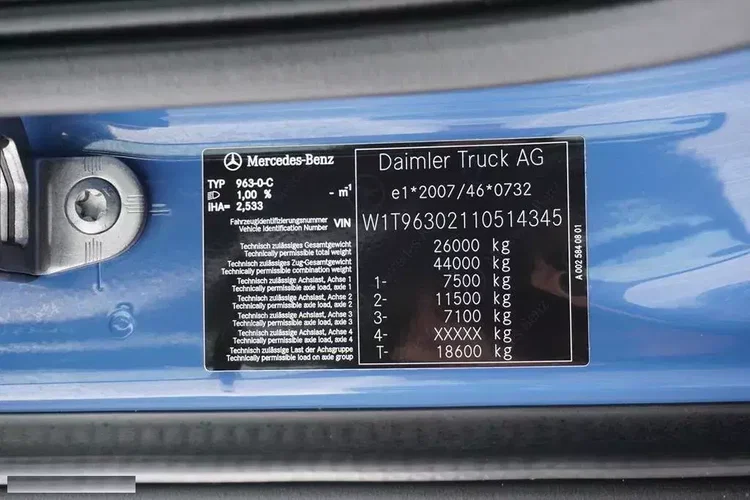 Mercedes-Benz
Daimler Truck AG
TYP 963-0-C
1,00 % - m⁻¹
iHA= 2,533
e1*2007/46*0732
Fahrzeugidentifizierungsnummer
Vehicle Identification Number VIN
W1T96302110514345
Technisch zulässiges Gesamtgewicht
Technically permissible total weight
26000 kg
Technisch zulässiges Zug-Gesamtgewicht
Technically permissible combination weight
44000 kg
Technisch zulässige Achslast, Achse 1
Technically permissible axle load, axle 1
1- 7500 kg
Technisch zulässige Achslast, Achse 2
Technically permissible axle load, axle 2
2- 11500 kg
Technisch zulässige Achslast, Achse 3
Technically permissible axle load, axle 3
3- 7100 kg
Technisch zulässige Achslast, Achse 4
Technically permissible axle load, axle 4
4- XXXXX kg
Technisch zulässige Last der Achsgruppe
Technically permissible load on axle group
T- 18600 kg
A 002 584 08 01